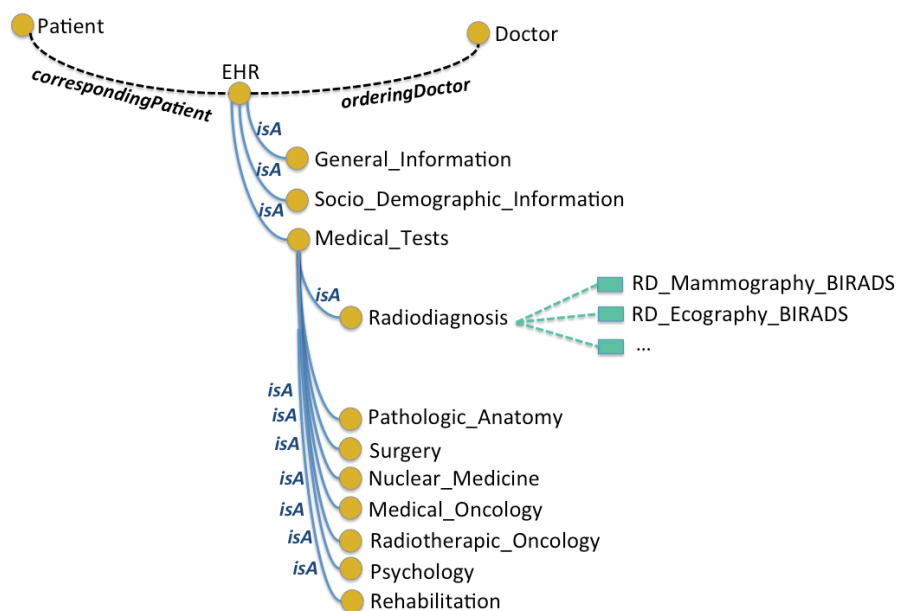 Patient
Doctor
EHR
correspondingPatient
orderingDoctor
isA
General_Information
isA
Socio_Demographic_Information
isA
Medical_Tests
isA
Radiodiagnosis
RD_Mammography_BIRADS
RD_Ecography_BIRADS
...
isA
Pathologic_Anatomy
isA
Surgery
isA
Nuclear_Medicine
isA
Medical_Oncology
isA
Radiotherapic_Oncology
isA
Psychology
isA
Rehabilitation